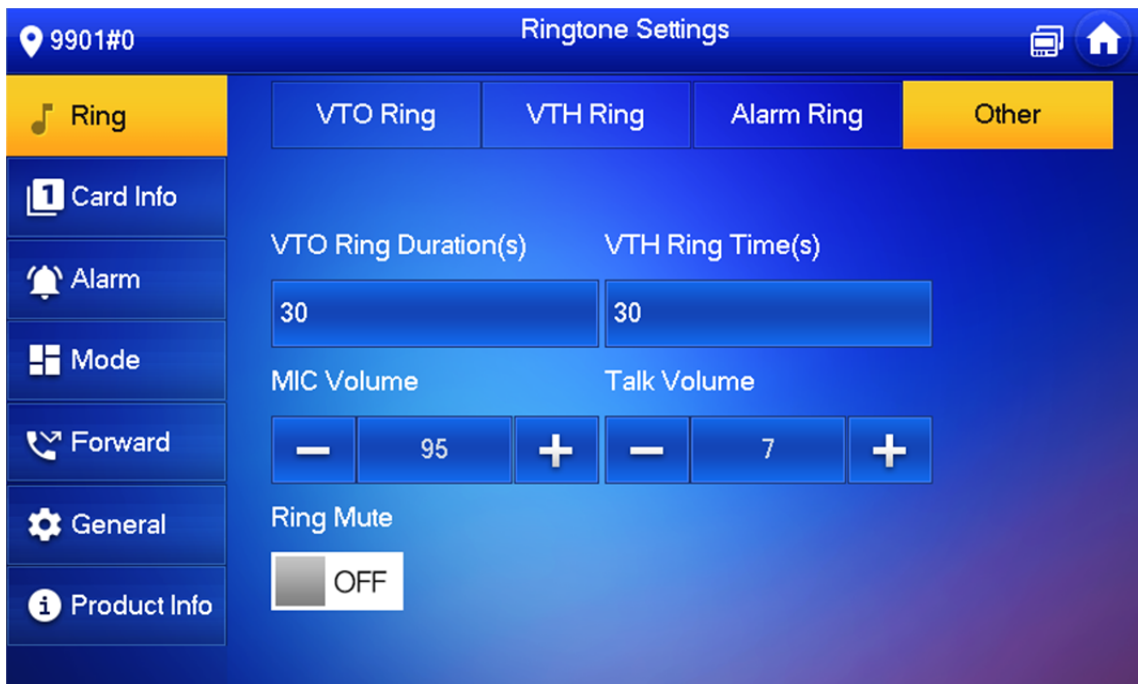 9901#0
Ringtone Settings
Ring
VTO Ring
VTH Ring
Alarm Ring
Other
1
Card Info
Alarm
Mode
Forward
General
Product Info
VTO Ring Duration(s)
VTH Ring Time(s)
30
30
MIC Volume
Talk Volume
95
7
Ring Mute
OFF